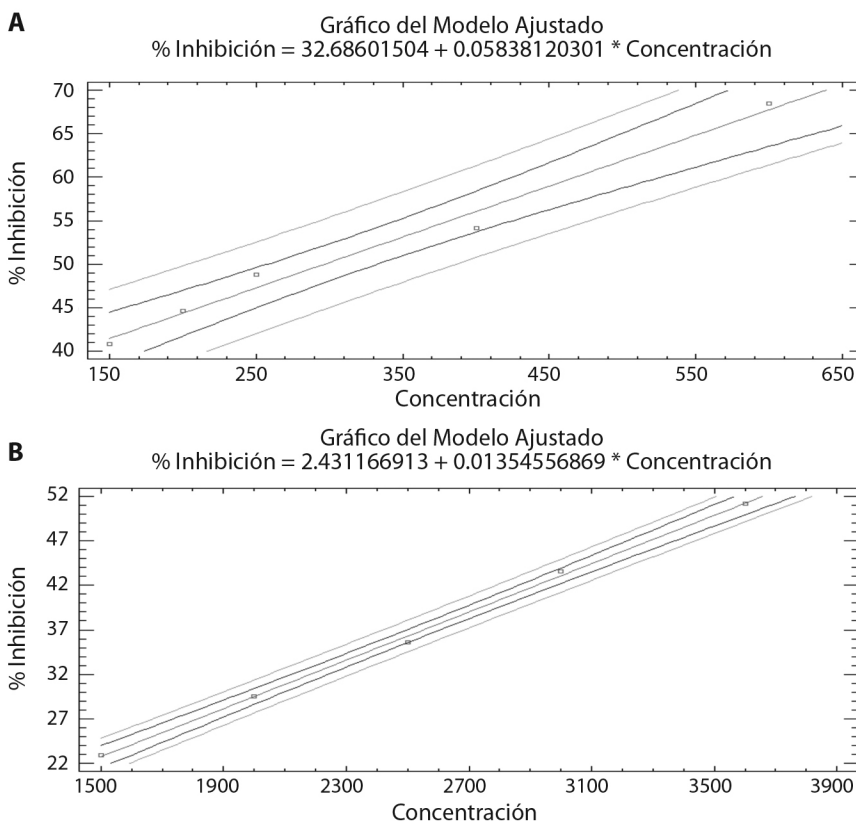 A
Gráfico del Modelo Ajustado
% Inhibición = 32.68601504 + 0.05838120301 * Concentración
% Inhibición
70
65
60
55
50
45
40
150 250 350 450 550 650
Concentración
B
Gráfico del Modelo Ajustado
% Inhibición = 2.431166913 + 0.01354556869 * Concentración
% Inhibición
52
47
42
37
32
27
22
1500 1900 2300 2700 3100 3500 3900
Concentración